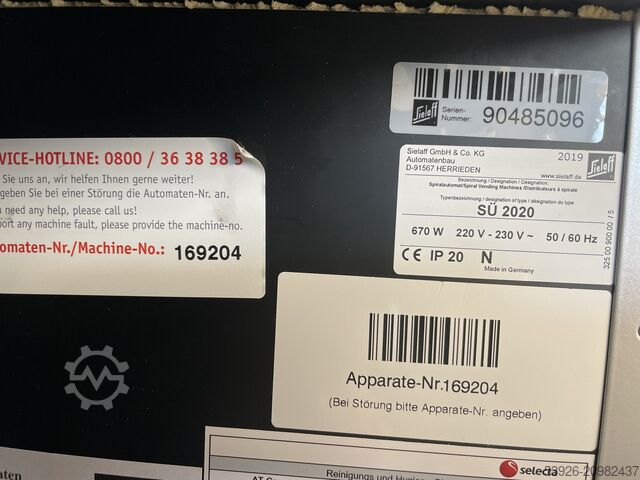 Sielaff
Serien-
Nummer:
90485096
VICE-HOTLINE: 0800 / 36 38 38 5
Sie uns an, wir helfen Ihnen gerne weiter!
geben Sie bei einer Störung die Automaten-Nr. an.
need any help, please call us!
port any machine fault, please provide this number.
omaten-Nr./Machine-No.: 169204
Sielaff GmbH & Co. KG
Automatenbau
D-91567 HERRIEDEN
2019
Sielaff
www.sielaff.de
Bezeichnung / Designation / Désignation:
Spiralautomat/Spiral Vending Machines /Distributeurs à spirale
Typenbezeichnung / designation of type / désignation du type
SÜ 2020
670 W 220 V - 230 V ~ 50 / 60 Hz
CE IP 20 N
Made in Germany
325 00 900 00 / 5
Apparate-Nr.169204
(Bei Störung bitte Apparate-Nr. angeben)
selecta
Reinigungs und
aten
-20982437